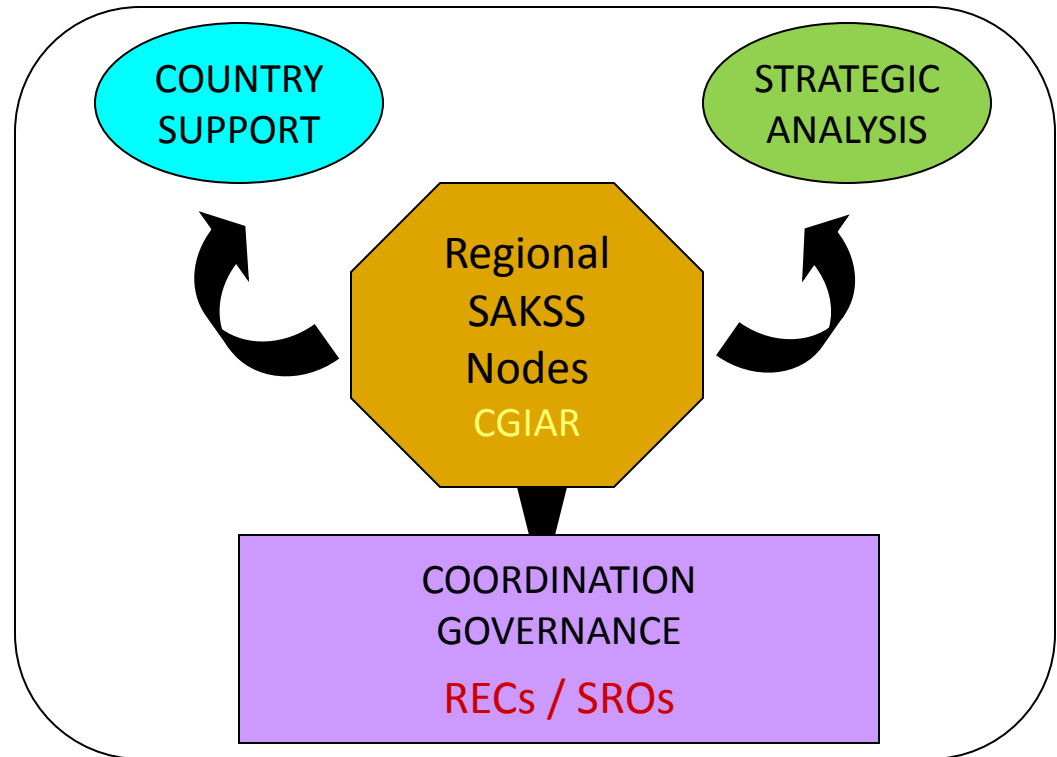 COUNTRY
SUPPORT
STRATEGIC
ANALYSIS
Regional
SAKSS
Nodes
CGIAR
COORDINATION
GOVERNANCE
RECs / SROs